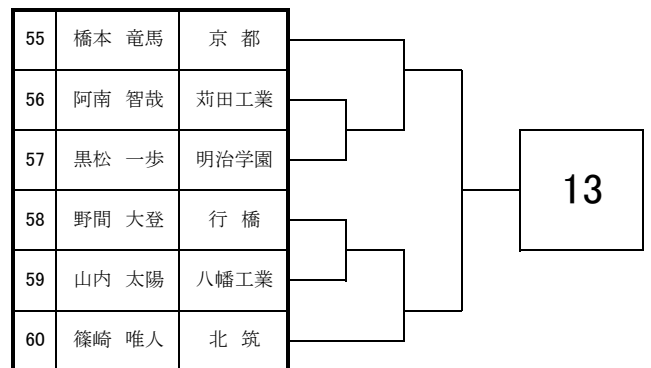 55 橋本 竜馬 京 都
56 阿南 智哉 苅田工業
57 黒松 一歩 明治学園
58 野間 大登 行 橋
59 山内 太陽 八幡工業
60 篠崎 唯人 北 筑
13